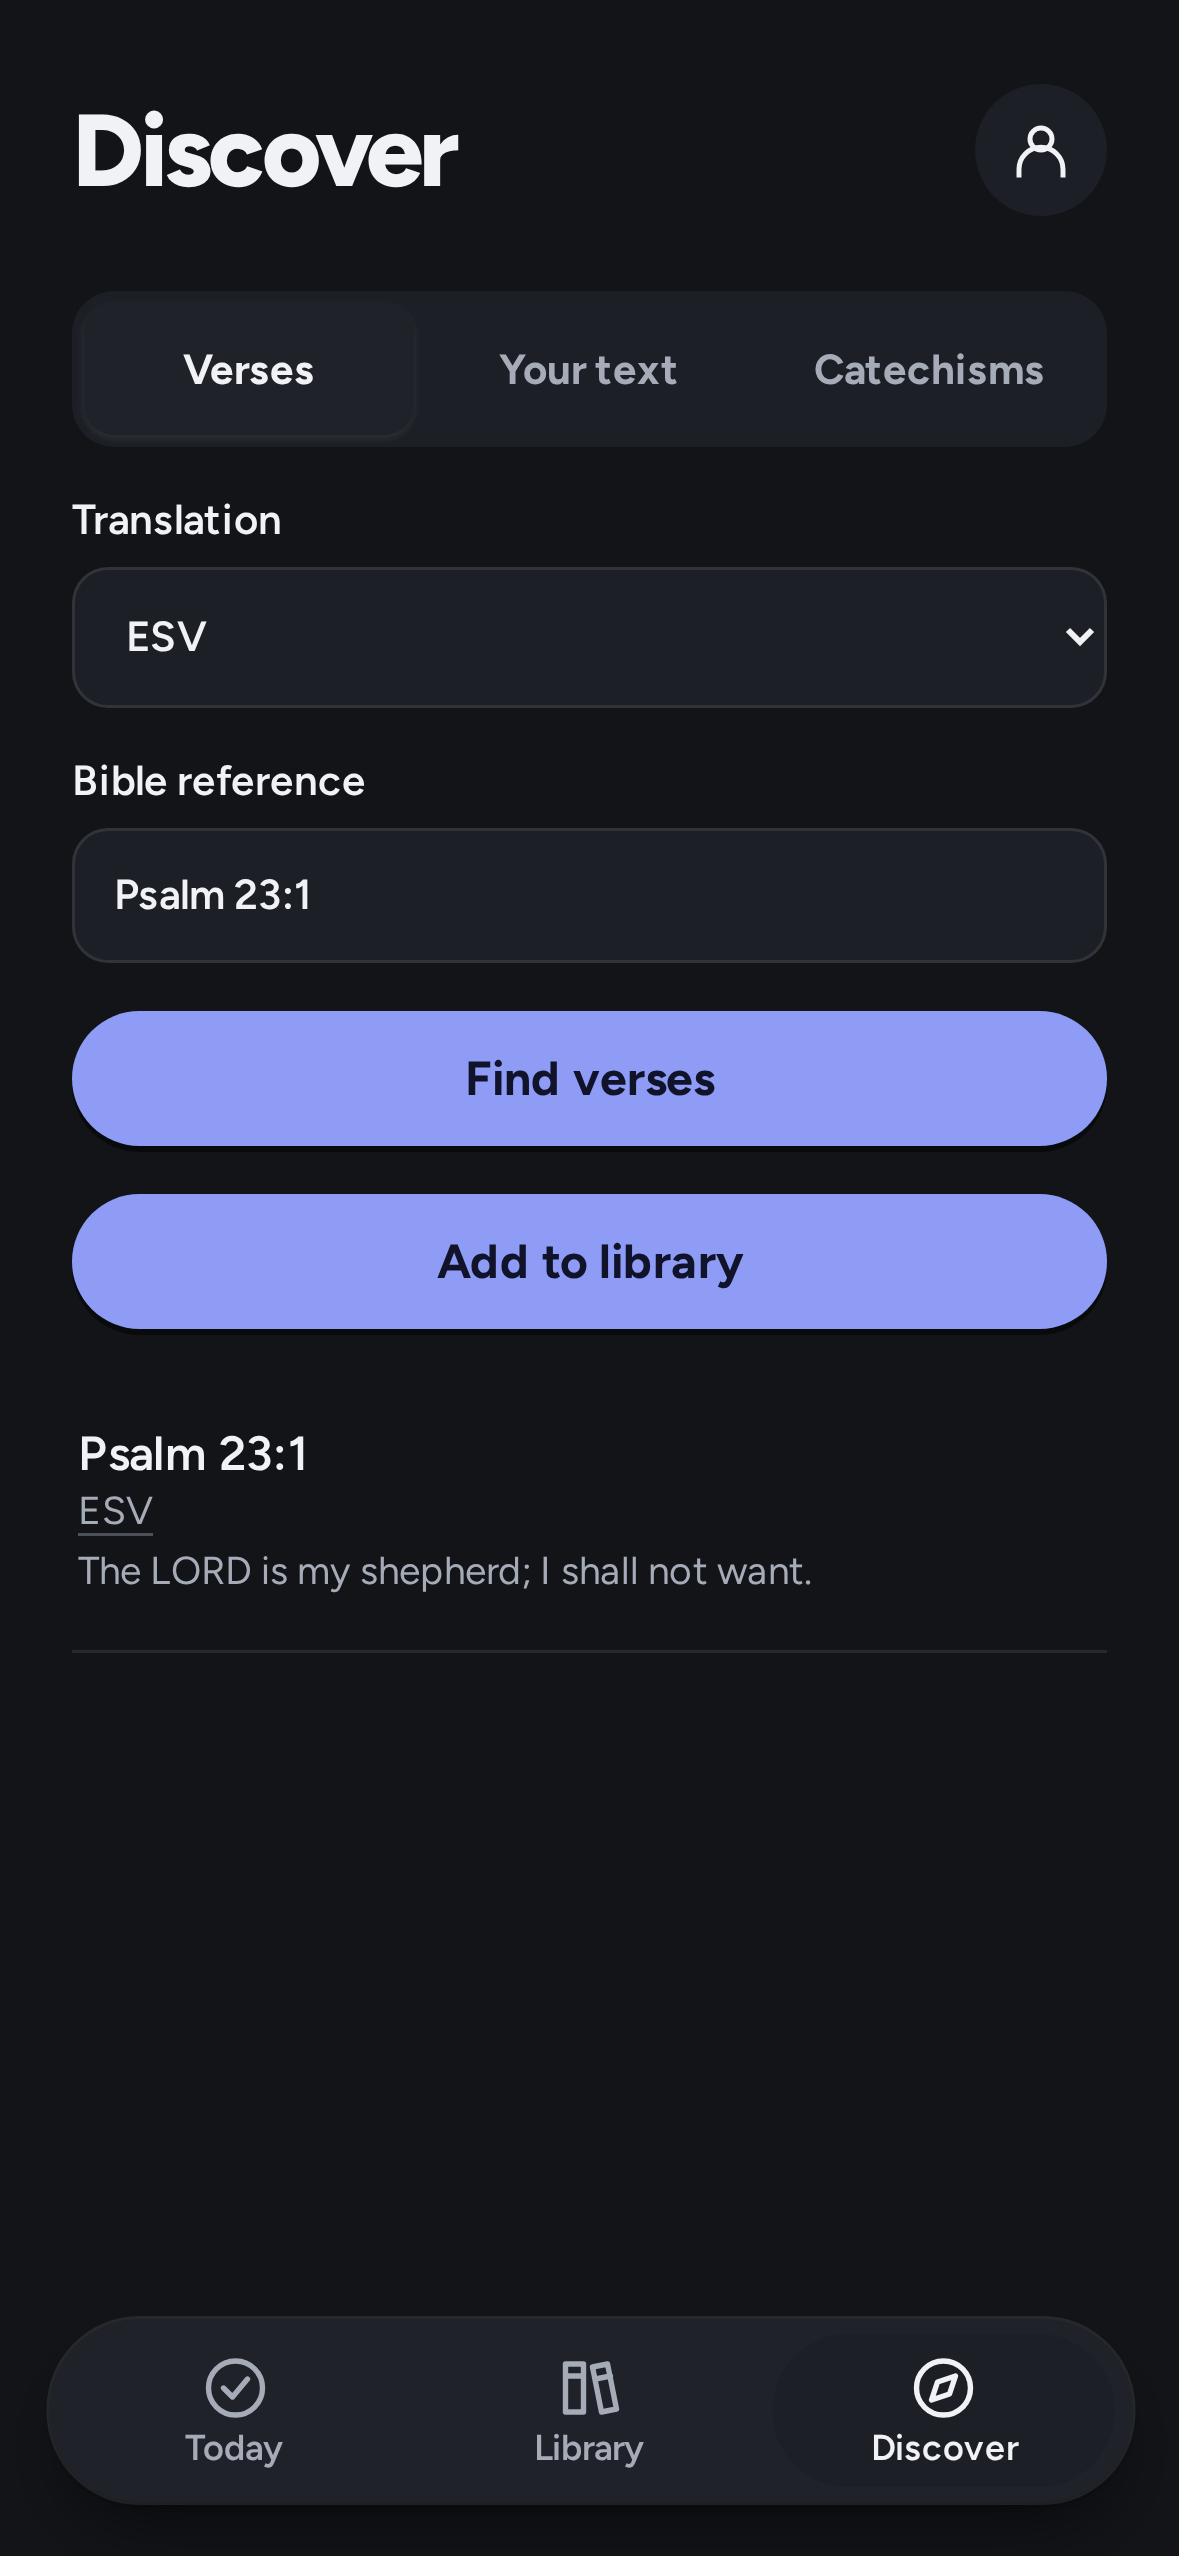 Discover
Verses Your text Catechisms
Translation
ESV
Bible reference
Psalm 23:1
Find verses
Add to library
Psalm 23:1
ESV
The LORD is my shepherd; I shall not want.
Today Library Discover